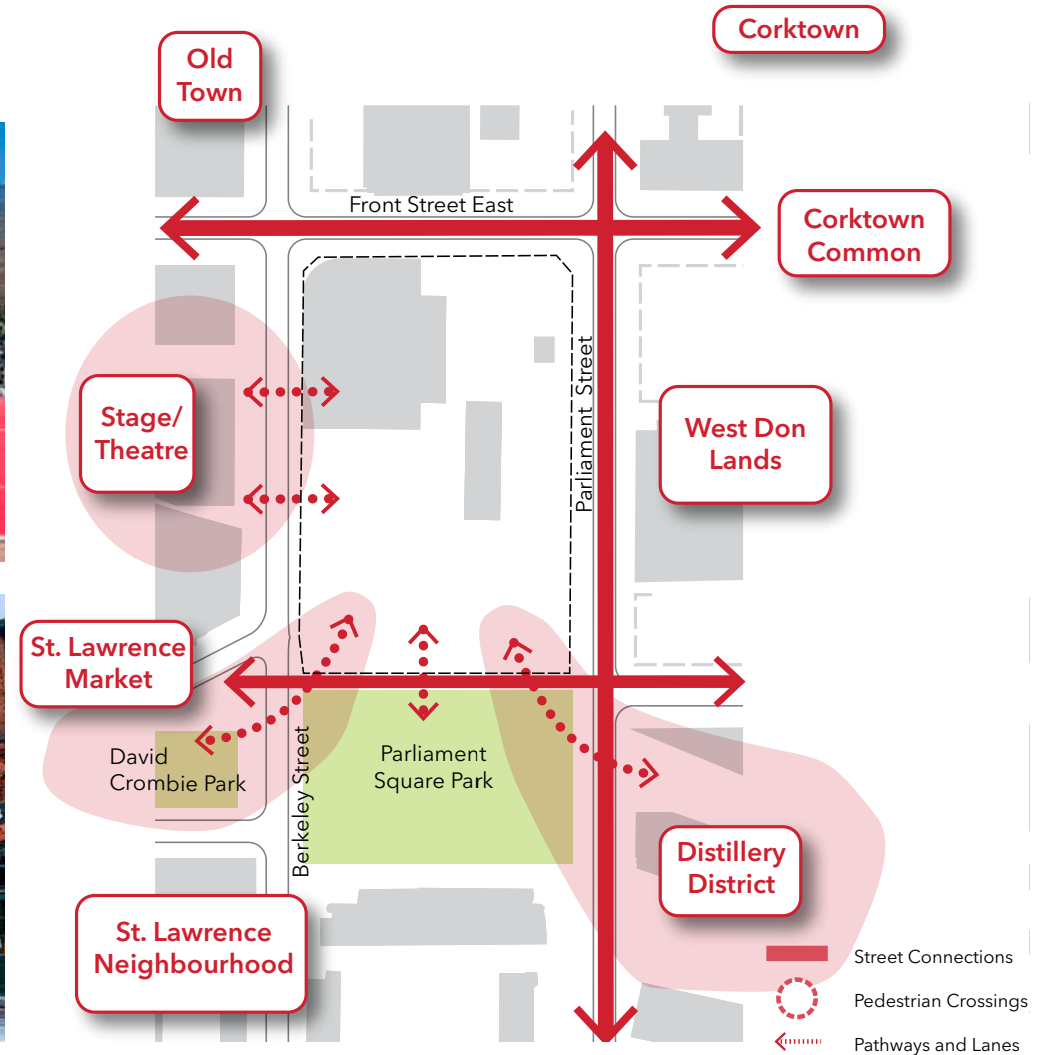 Corktown
Old
Town
Front Street East
Corktown
Common
Parliament Street
Stage/
Theatre
West Don
Lands
St. Lawrence
Market
David
Crombie Park
Berkeley Street
Parliament
Square Park
Distillery
District
St. Lawrence
Neighbourhood
Street Connections
Pedestrian Crossings
Pathways and Lanes